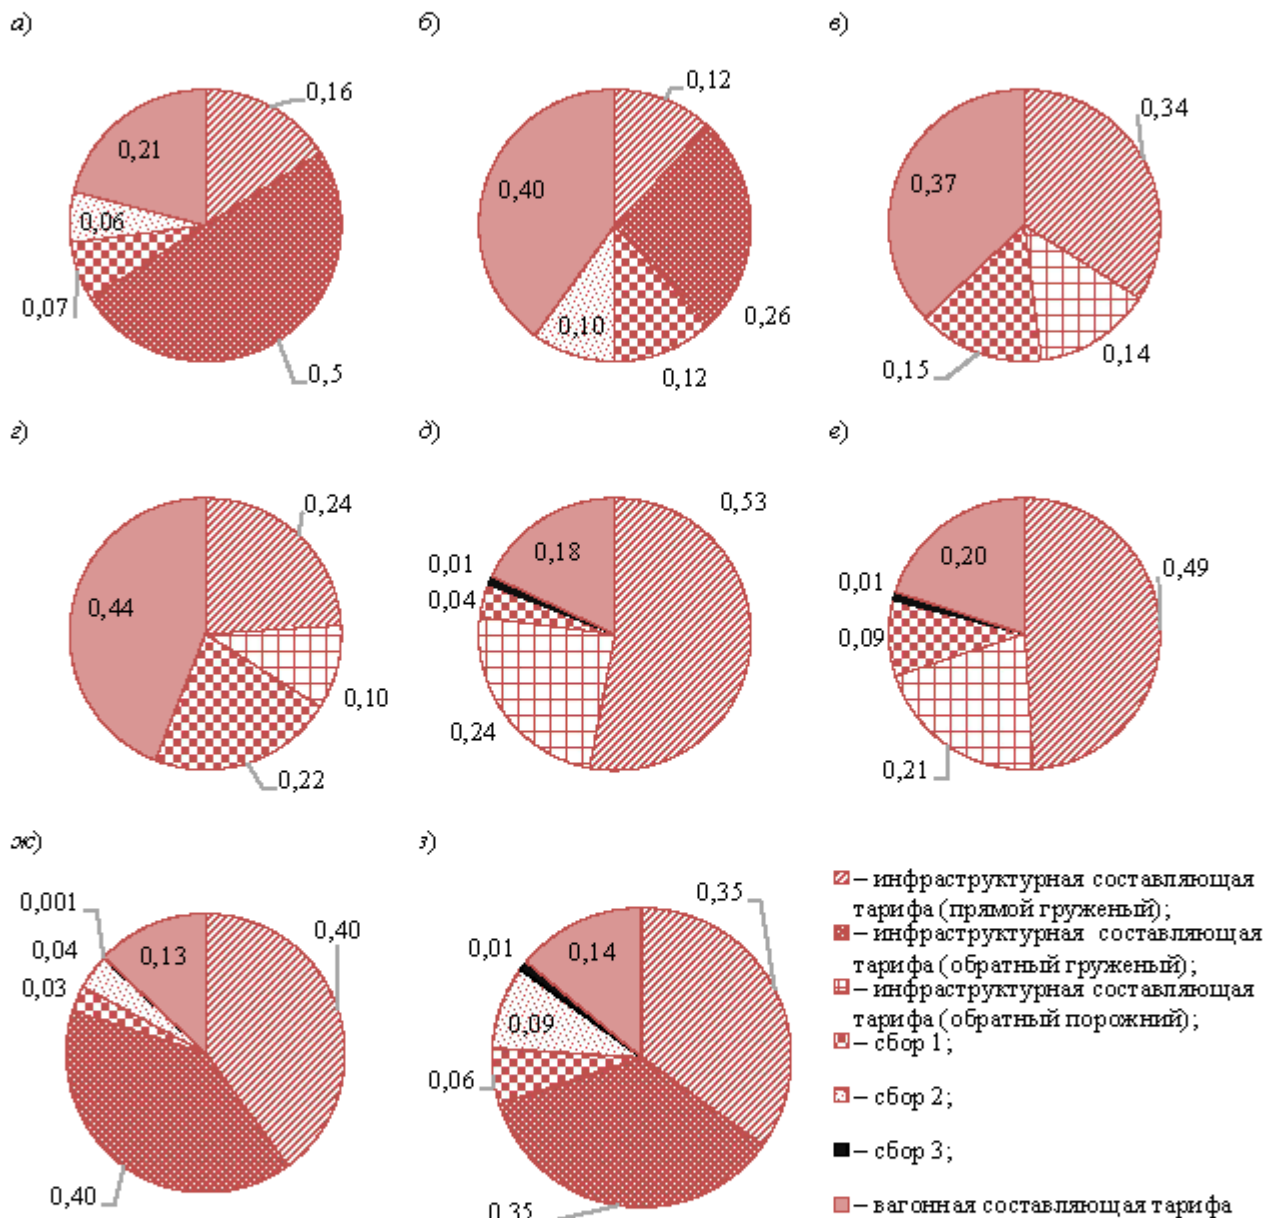 а)
0,16
0,21
0,06
0,07
0,5
б)
0,12
0,40
0,26
0,10
0,12
в)
0,34
0,37
0,14
0,15
г)
0,24
0,44
0,10
0,22
д)
0,53
0,18
0,01
0,04
0,24
е)
0,49
0,20
0,01
0,09
0,21
ж)
0,001
0,04
0,03
0,13
0,40
0,40
з)
0,35
0,01
0,14
0,09
0,06
0,35
– инфраструктурная составляющая
тарифа (прямой груженый);
– инфраструктурная составляющая
тарифа (обратный груженый);
– инфраструктурная составляющая
тарифа (обратный порожний);
– сбор 1;
– сбор 2;
– сбор 3;
– вагонная составляющая тарифа